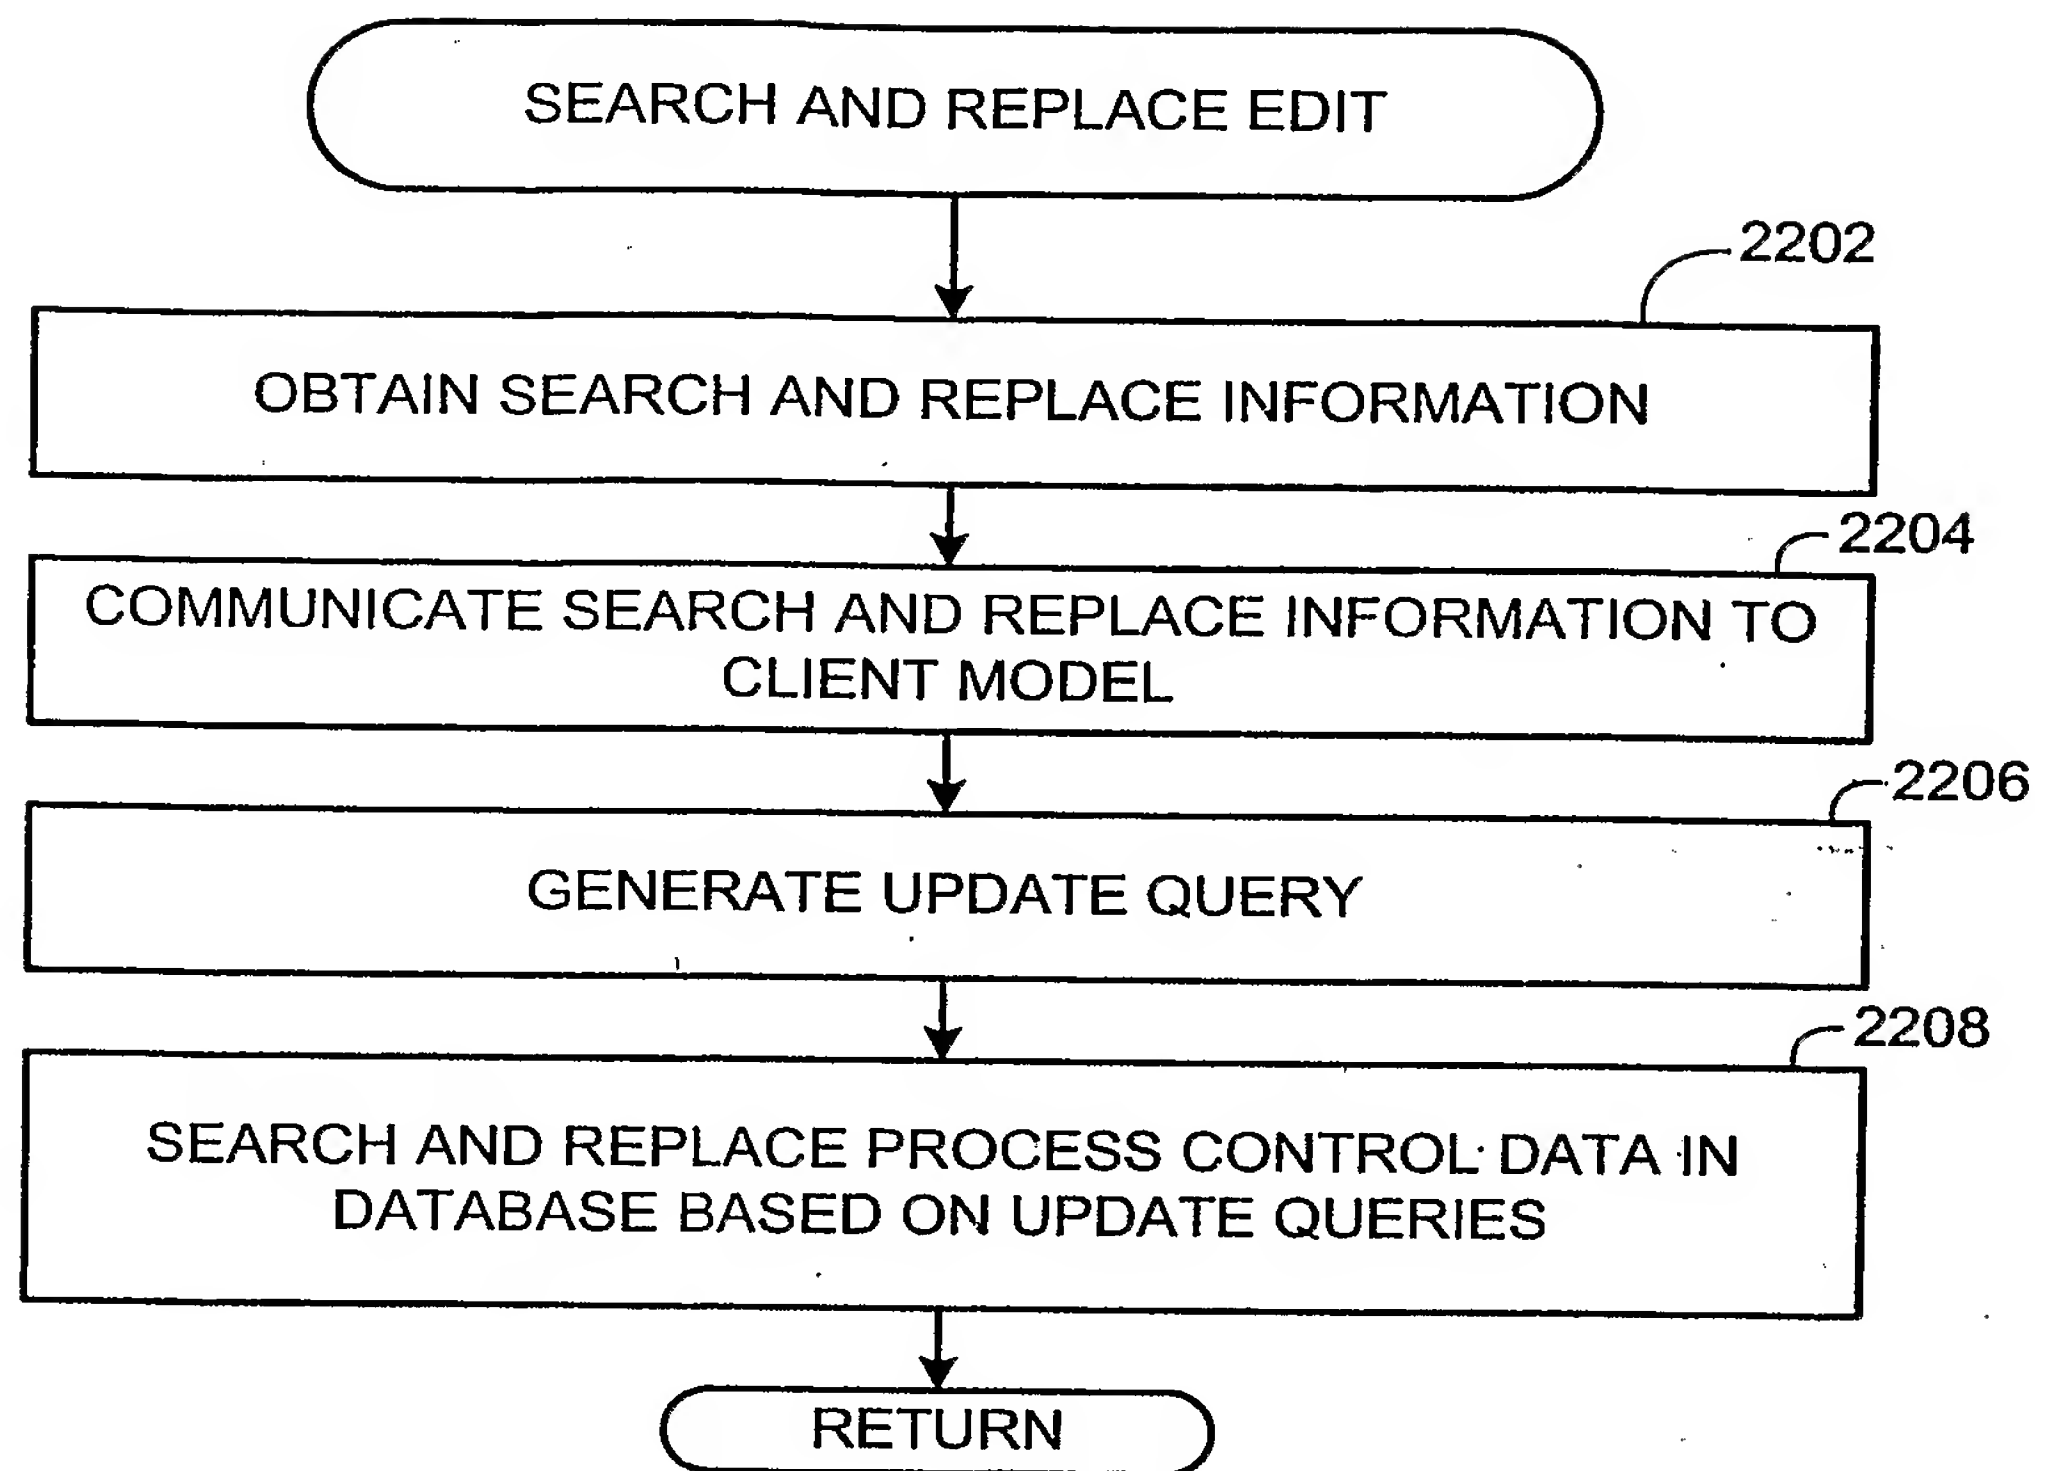 SEARCH AND REPLACE EDIT
2202
OBTAIN SEARCH AND REPLACE INFORMATION
2204
COMMUNICATE SEARCH AND REPLACE INFORMATION TO
CLIENT MODEL
2206
GENERATE UPDATE QUERY
2208
SEARCH AND REPLACE PROCESS CONTROL DATA IN
DATABASE BASED ON UPDATE QUERIES
RETURN